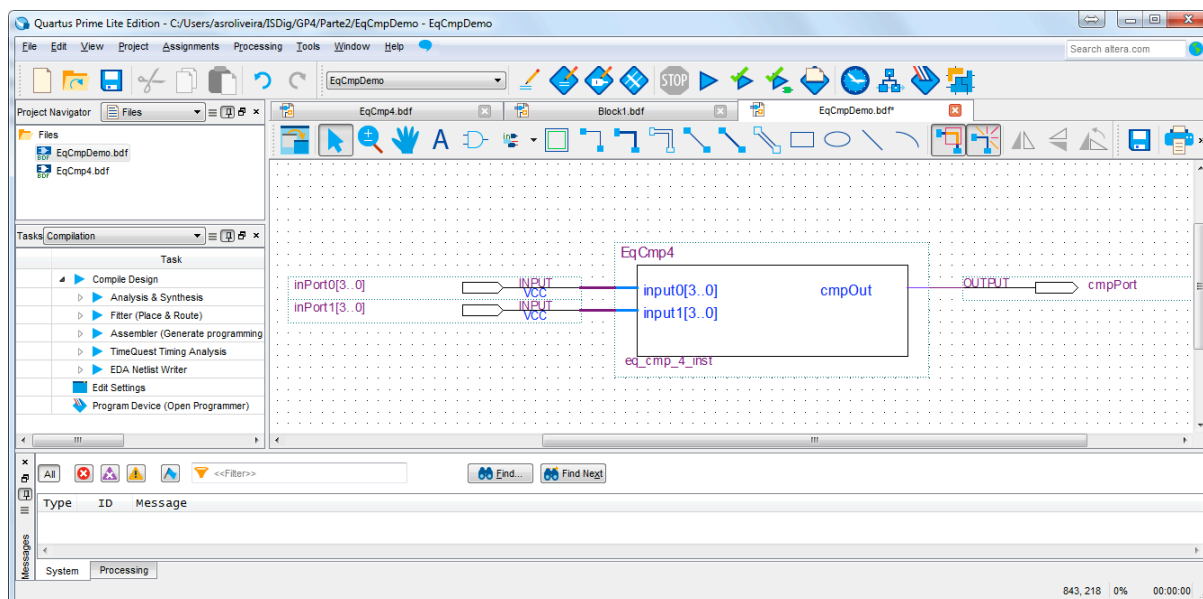 Quartus Prime Lite Edition - C:/Users/asroliveira/ISDig/GP4/Parte2/EqCmpDemo - EqCmpDemo
File Edit View Project Assignments Processing Tools Window Help
Search altera.com
EqCmpDemo
STOP
Project Navigator Files
EqCmp4.bdf
Block1.bdf
EqCmpDemo.bdf*
Files
BDF EqCmpDemo.bdf
BDF EqCmp4.bdf
A
Tasks Compilation
Task
Compile Design
Analysis & Synthesis
Fitter (Place & Route)
Assembler (Generate programming
TimeQuest Timing Analysis
EDA Netlist Writer
Edit Settings
Program Device (Open Programmer)
EqCmp4
inPort0[3..0] INPUT VCC input0[3..0] cmpOut OUTPUT cmpPort
inPort1[3..0] INPUT VCC input1[3..0]
eq_cmp_4_inst
All <<Filter>> Find... Find Next
Type ID Message
Messages
System Processing
843, 218 0% 00:00:00